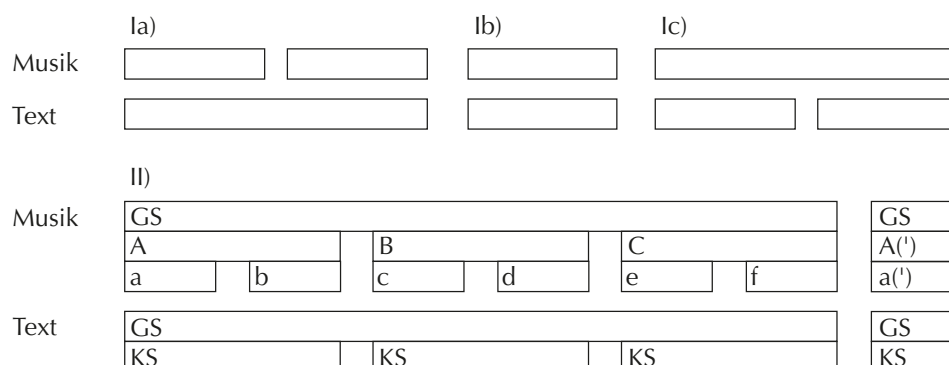 Ia) Ib) Ic)
Musik
Text
II)
Musik GS GS
A B C A(')
a b c d e f a(')
Text GS GS
KS KS KS KS